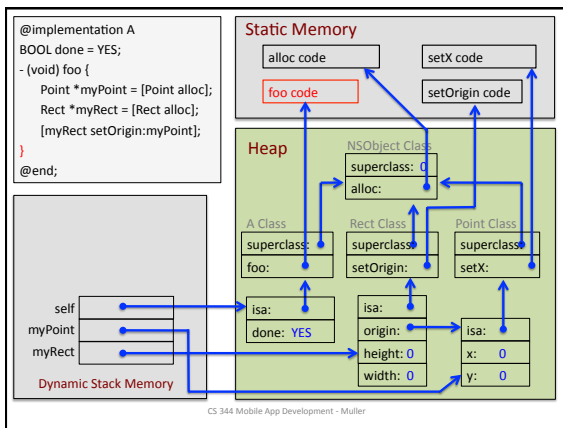 @implementation A
BOOL done = YES;
- (void) foo {
Point *myPoint = [Point alloc];
Rect *myRect = [Rect alloc];
[myRect setOrigin:myPoint];
}
@end;
Static Memory
alloc code
setX code
foo code
setOrigin code
Heap
NSObject Class
superclass: 0
alloc:
A Class
Rect Class
Point Class
superclass:
superclass:
superclass:
foo:
setOrigin:
setX:
self
myPoint
myRect
Dynamic Stack Memory
isa:
done: YES
isa:
origin:
height: 0
width: 0
isa:
x: 0
y: 0
CS 344 Mobile App Development - Muller